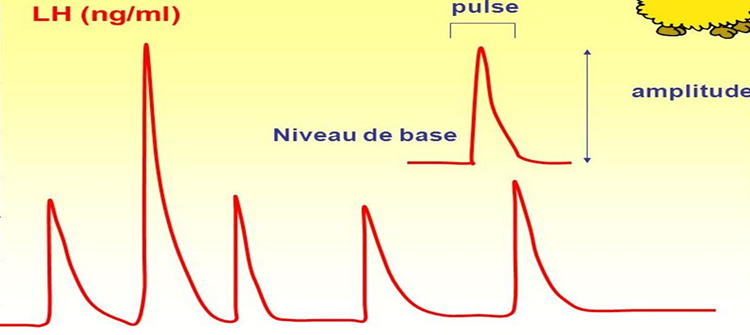 LH (ng/ml)
pulse
amplitude
Niveau de base